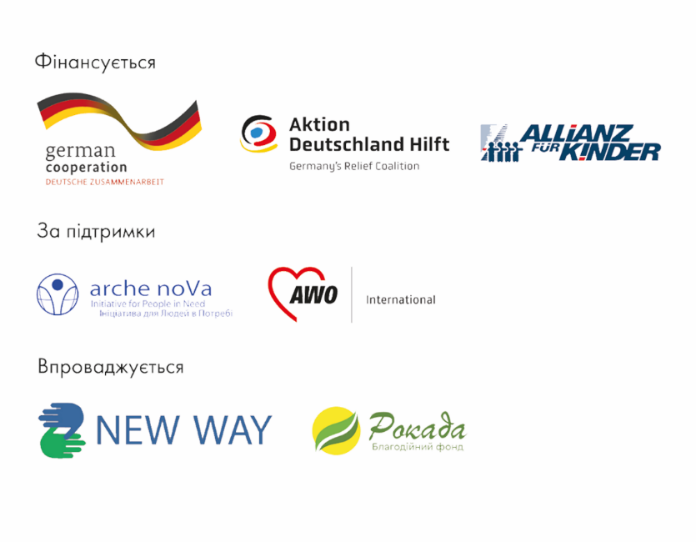 Фінансується
german
cooperation
DEUTSCHE ZUSAMMENARBEIT
Aktion
Deutschland Hilft
Germany's Relief Coalition
ALLIANZ
FÜR KINDER
За підтримки
arche noVa
Initiative for People in Need
Ініціатива для Людей в Потребі
AWO
International
Впроваджується
NEW WAY
Рокада
Благодійний фонд